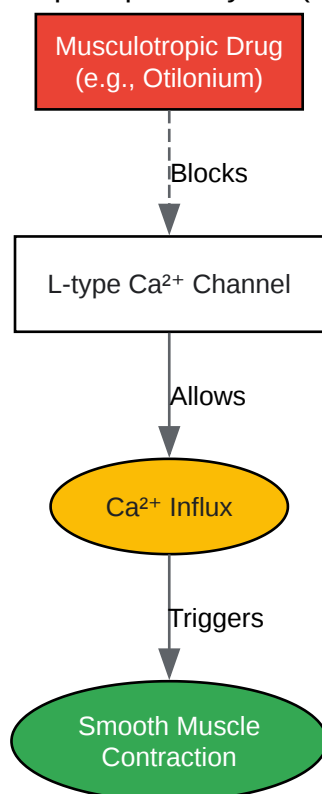 Musculotropic Drug
(e.g., Otilonium)
Blocks
L-type Ca²⁺ Channel
Allows
Ca²⁺ Influx
Triggers
Smooth Muscle
Contraction